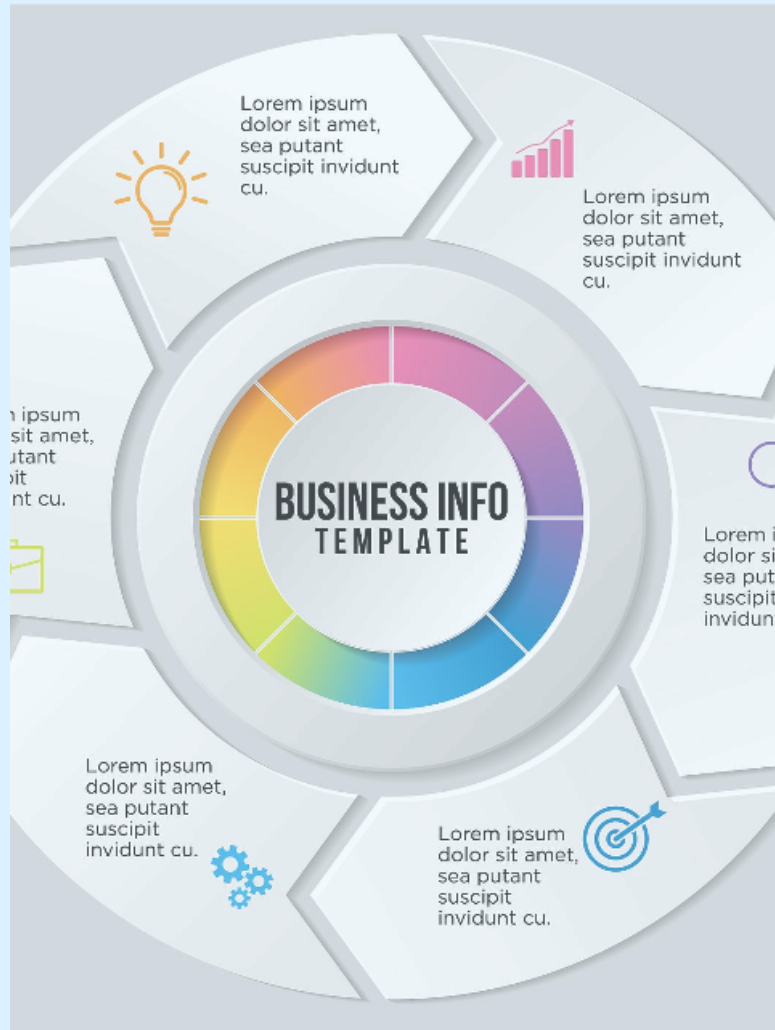 Lorem ipsum
dolor sit amet,
sea putant
suscipit invidunt
cu.
Lorem ipsum
dolor sit amet,
sea putant
suscipit invidunt
cu.
ipsum
sit amet,
nt cu.
BUSINESS INFO
TEMPLATE
Lorem
dolor
sea
suscipit
Lorem ipsum
dolor sit amet,
sea putant
suscipit
invidunt cu.
Lorem ipsum
dolor sit amet,
sea putant
suscipit
invidunt cu.